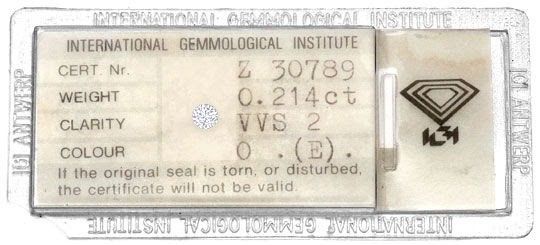 INTERNATIONAL GEMMOLOGICAL INSTITUTE
IGI ANTWERP
INTERNATIONAL GEMMOLOGICAL INSTITUTE
CERT. Nr. Z 30789
WEIGHT 0.214ct
CLARITY VVS 2
COLOUR O .(E).
If the original seal is torn, or disturbed,
the certificate will not be valid.
IGI
IGI ANTWERP
INTERNATIONAL GEMMOLOGICAL INSTITUTE